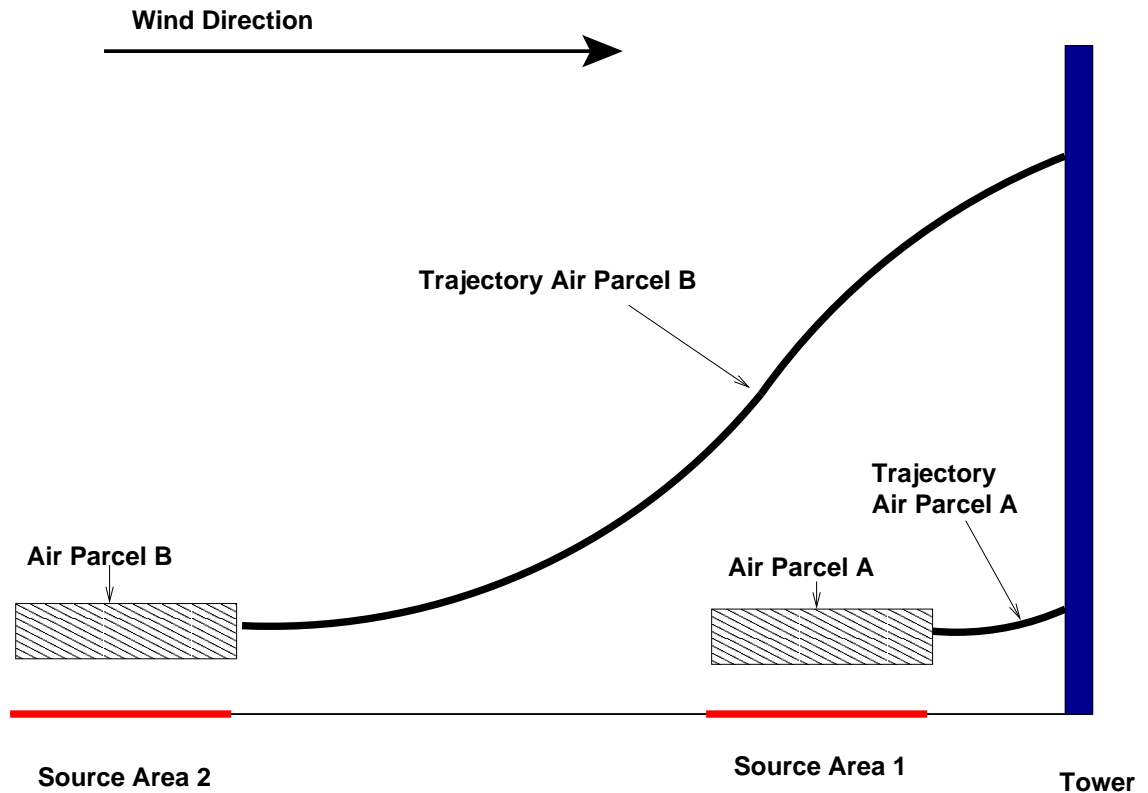 Wind Direction
Trajectory Air Parcel B
Trajectory
Air Parcel A
Air Parcel B
Air Parcel A
Source Area 2
Source Area 1
Tower